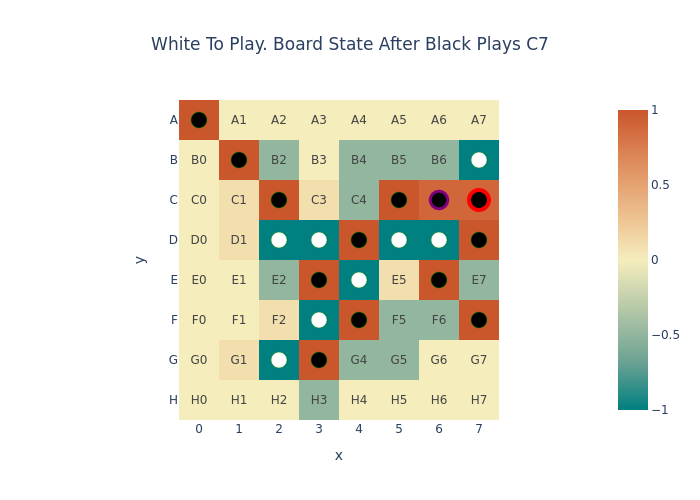 White To Play. Board State After Black Plays C7
A A1 A2 A3 A4 A5 A6 A7
B B0 B2 B3 B4 B5 B6
C C0 C1 C3 C4
D D0 D1
E E0 E1 E2 E5 E7
F F0 F1 F2 F5 F6
G G0 G1 G4 G5 G6 G7
H H0 H1 H2 H3 H4 H5 H6 H7
0 1 2 3 4 5 6 7
x
y
1
0.5
0
−0.5
−1